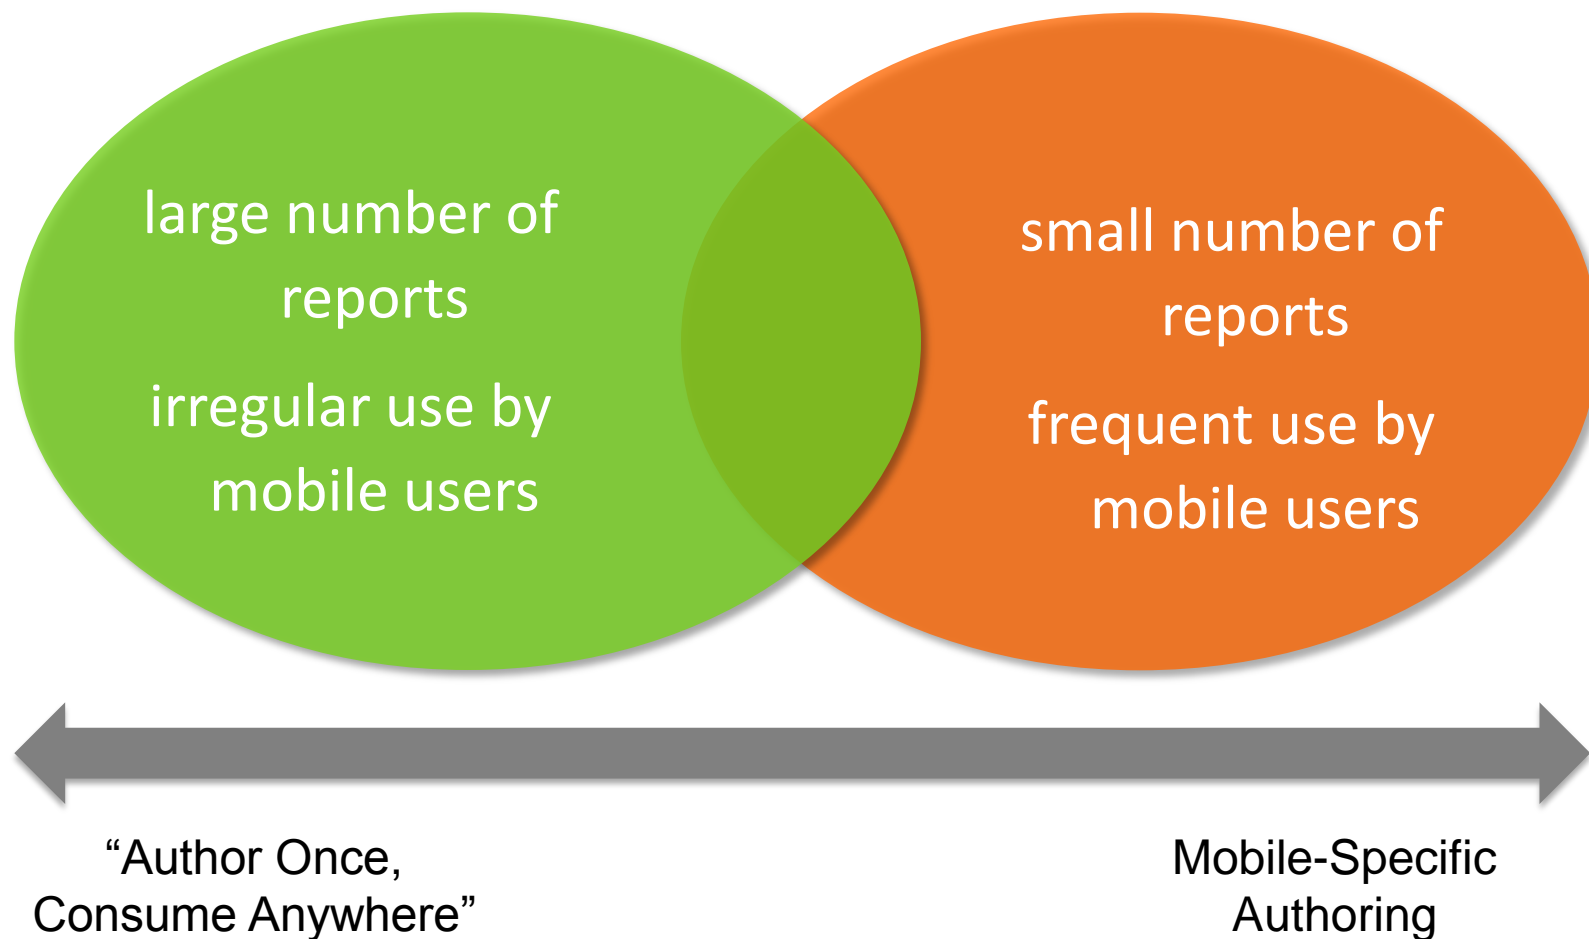 large number of
reports
irregular use by
mobile users
small number of
reports
frequent use by
mobile users
“Author Once,
Consume Anywhere”
Mobile-Specific
Authoring